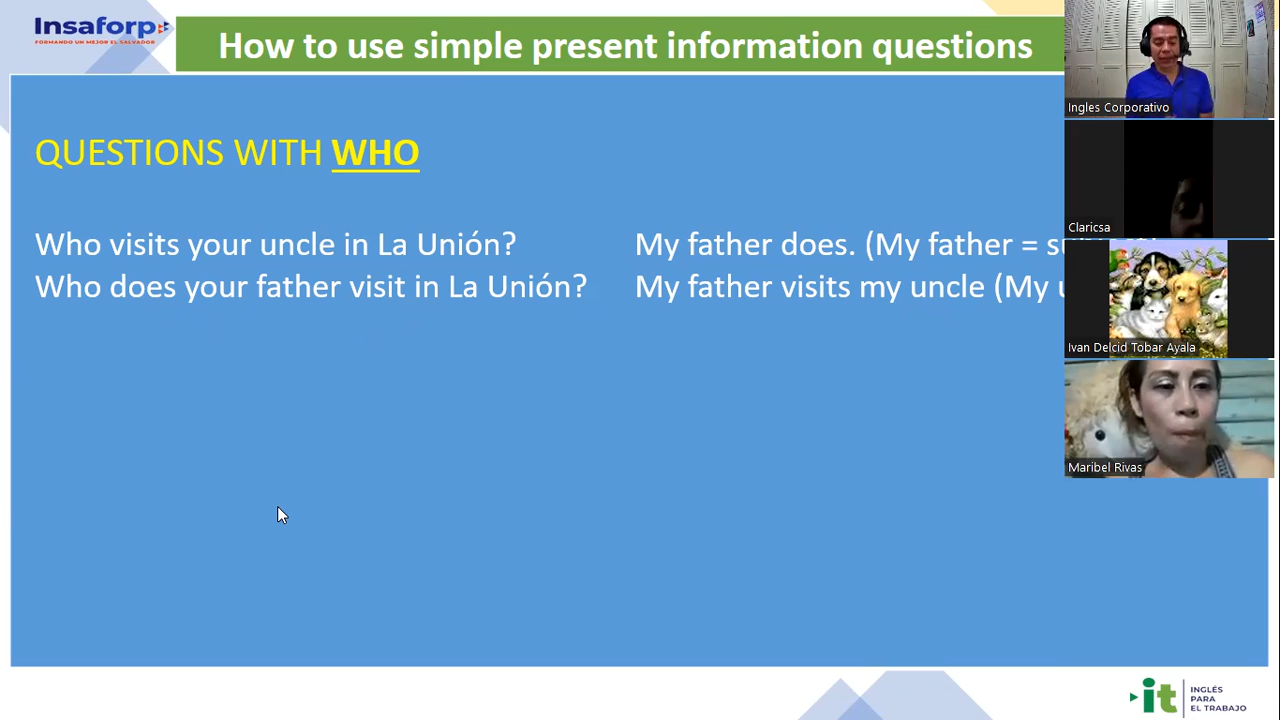 Insaforp
FORMANDO UN MEJOR EL SALVADOR
How to use simple present information questions
QUESTIONS WITH WHO
Who visits your uncle in La Unión? My father does. (My father =
Who does your father visit in La Unión? My father visits my uncle (My
Ingles Corporativo
Claricsa
Ivan Delcid Tobar Ayala
Maribel Rivas
it
INGLÉS
PARA
EL TRABAJO